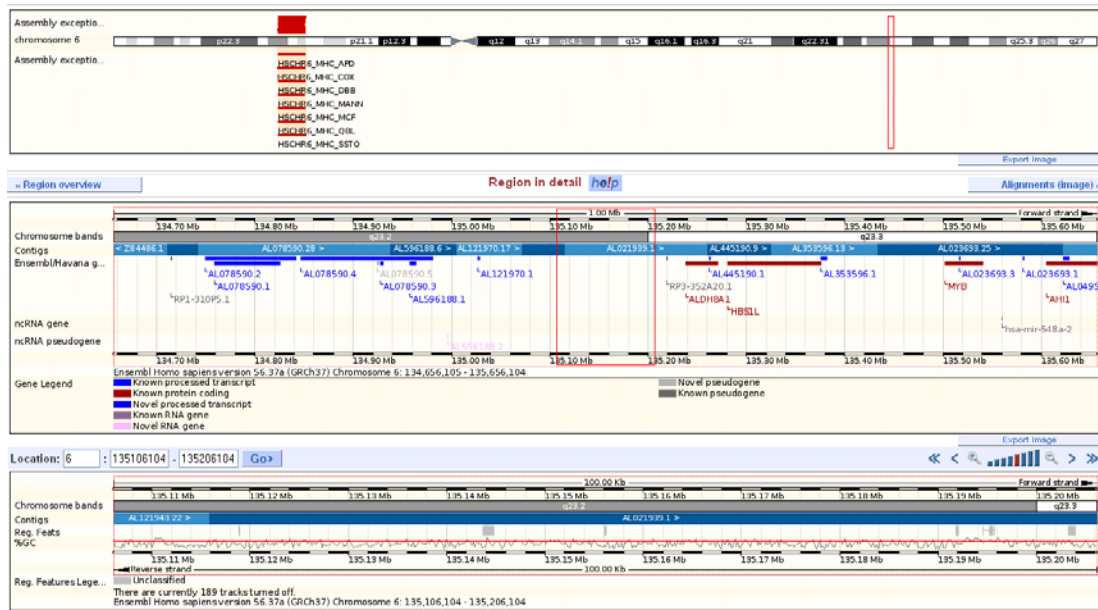 Assembly exceptio...
chromosome 6 p22.3 p21.1 p12.3 q12 q13 q14.1 q15 q16.1 q16.3 q21 q22.31 q25.3 q26 q27
Assembly exceptio...
HSCHR6_MHC_APD
HSCHR6_MHC_COX
HSCHR6_MHC_DBB
HSCHR6_MHC_MANN
HSCHR6_MHC_MCF
HSCHR6_MHC_QBL
HSCHR6_MHC_SSTO
Export Image
« Region overview Region in detail help Alignments (image)
1.00 Mb Forward strand
134.70 Mb 134.80 Mb 134.90 Mb 135.00 Mb 135.10 Mb 135.20 Mb 135.30 Mb 135.40 Mb 135.50 Mb 135.60 Mb
Chromosome bands q23.2 q23.3
Contigs < Z84486.1 AL078590.28 > AL596188.6 > AL121970.17 > AL021939.1 > AL445190.9 > AL353596.13 > AL023693.25 >
Ensembl/Havana g...
AL078590.2 AL078590.4 AL078590.5 AL121970.1 AL445190.1 AL353596.1 AL023693.3 AL023693.1
AL078590.1 AL078590.3 RP3-352A20.1 MYB AL0495
RP1-310P5.1 AL596188.1 ALDH8A1 AHI1
HBS1L
ncRNA gene hsa-mir-548a-2
ncRNA pseudogene AL596188.2
134.70 Mb 134.80 Mb 134.90 Mb 135.00 Mb 135.10 Mb 135.20 Mb 135.30 Mb 135.40 Mb 135.50 Mb 135.60 Mb
Ensembl Homo sapiens version 56.37a (GRCh37) Chromosome 6: 134,656,105 - 135,656,104
Gene Legend Known processed transcript Novel pseudogene
Known protein coding Known pseudogene
Novel processed transcript
Known RNA gene
Novel RNA gene
Export Image
Location: 6 : 135106104 - 135206104 Go>
100.00 Kb Forward strand
135.11 Mb 135.12 Mb 135.13 Mb 135.14 Mb 135.15 Mb 135.16 Mb 135.17 Mb 135.18 Mb 135.19 Mb 135.20 Mb
Chromosome bands q23.2 q23.3
Contigs AL121943.22 > AL021939.1 >
Reg. Feats
%GC
135.11 Mb 135.12 Mb 135.13 Mb 135.14 Mb 135.15 Mb 135.16 Mb 135.17 Mb 135.18 Mb 135.19 Mb 135.20 Mb
Reverse strand 100.00 Kb
Reg. Features Lege... Unclassified
There are currently 189 tracks turned off.
Ensembl Homo sapiens version 56.37a (GRCh37) Chromosome 6: 135,106,104 - 135,206,104